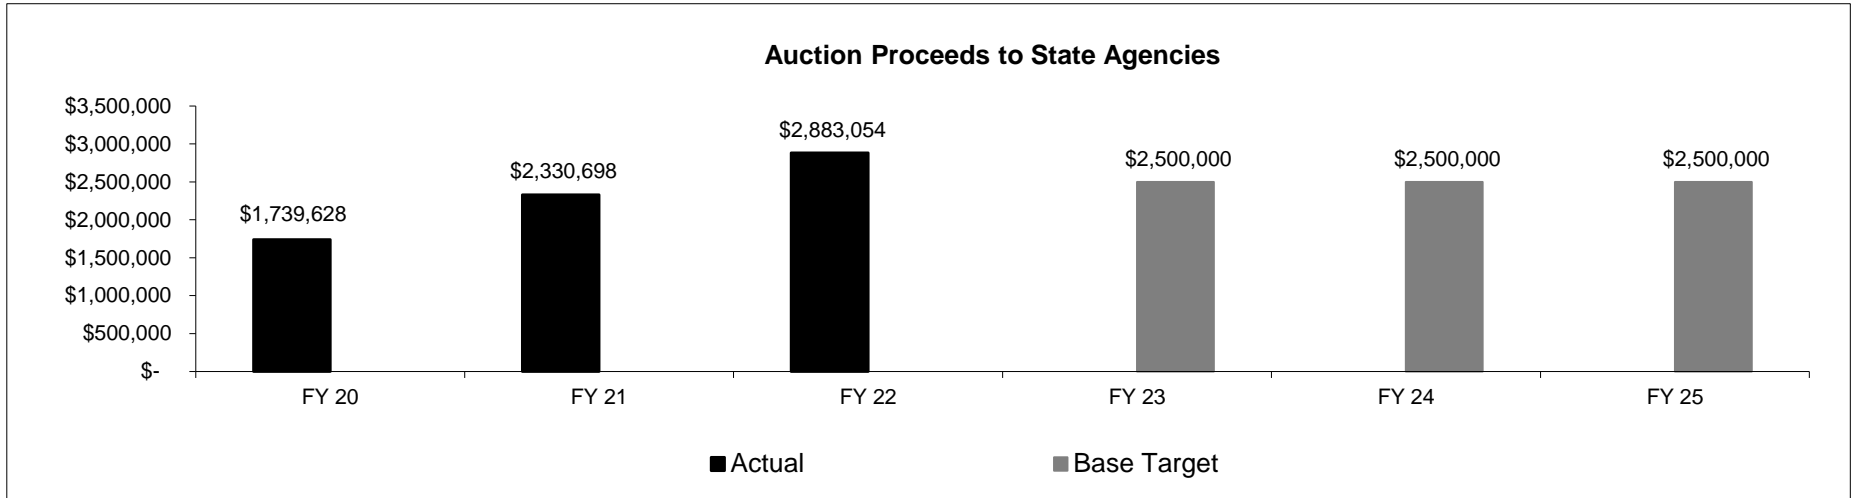 Auction Proceeds to State Agencies
$3,500,000
$3,000,000
$2,500,000
$2,000,000
$1,500,000
$1,000,000
$500,000
$-
$1,739,628
$2,330,698
$2,883,054
$2,500,000
$2,500,000
$2,500,000
FY 20
FY 21
FY 22
FY 23
FY 24
FY 25
Actual
Base Target